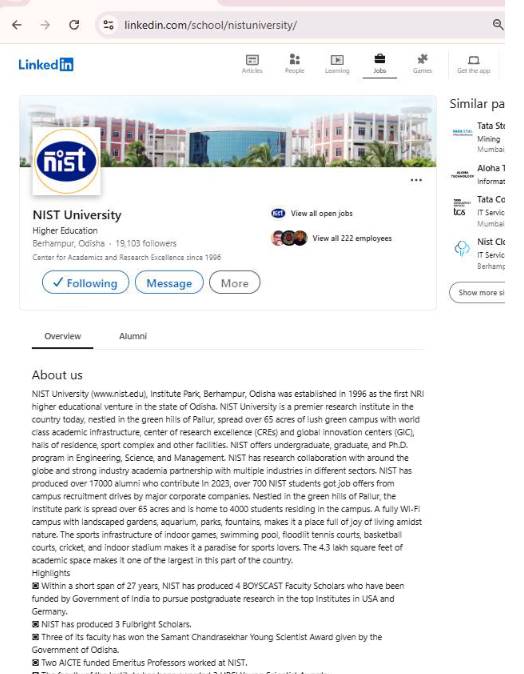 linkedin.com/school/nistuniversity/
Linked in
Articles People Learning Jobs Games Get the app
nist
Similar pa
Tata Ste
Mining
Mumbai
Aloha T
Informat
Tata Co
IT Servic
Mumbai
Nist Clo
IT Servic
Berhamp
Show more si
NIST University
Higher Education
Berhampur, Odisha · 19,103 followers
Center for Academics and Research Excellence since 1996
nist View all open jobs
View all 222 employees
✓ Following Message More
Overview Alumni
About us
NIST University (www.nist.edu), Institute Park, Berhampur, Odisha was established in 1996 as the first NRI
higher educational venture in the state of Odisha. NIST University is a premier research institute in the
country today, nestled in the green hills of Pallur, spread over 65 acres of lush green campus with world
class academic infrastructure, center of research excellence (CREs) and global innovation centers (GIC),
halls of residence, sport complex and other facilities. NIST offers undergraduate, graduate, and Ph.D.
program in Engineering, Science, and Management. NIST has research collaboration with around the
globe and strong industry academia partnership with multiple industries in different sectors. NIST has
produced over 17000 alumni who contribute In 2023, over 700 NIST students got job offers from
campus recruitment drives by major corporate companies. Nestled in the green hills of Pallur, the
institute park is spread over 65 acres and is home to 4000 students residing in the campus. A fully Wi-Fi
campus with landscaped gardens, aquarium, parks, fountains, makes it a place full of joy of living amidst
nature. The sports infrastructure of indoor games, swimming pool, floodlit tennis courts, basketball
courts, cricket, and indoor stadium makes it a paradise for sports lovers. The 4.3 lakh square feet of
academic space makes it one of the largest in this part of the country.
Highlights
Within a short span of 27 years, NIST has produced 4 BOYSCAST Faculty Scholars who have been
funded by Government of India to pursue postgraduate research in the top Institutes in USA and
Germany.
NIST has produced 3 Fulbright Scholars.
Three of its faculty has won the Samant Chandrasekhar Young Scientist Award given by the
Government of Odisha.
Two AICTE funded Emeritus Professors worked at NIST.